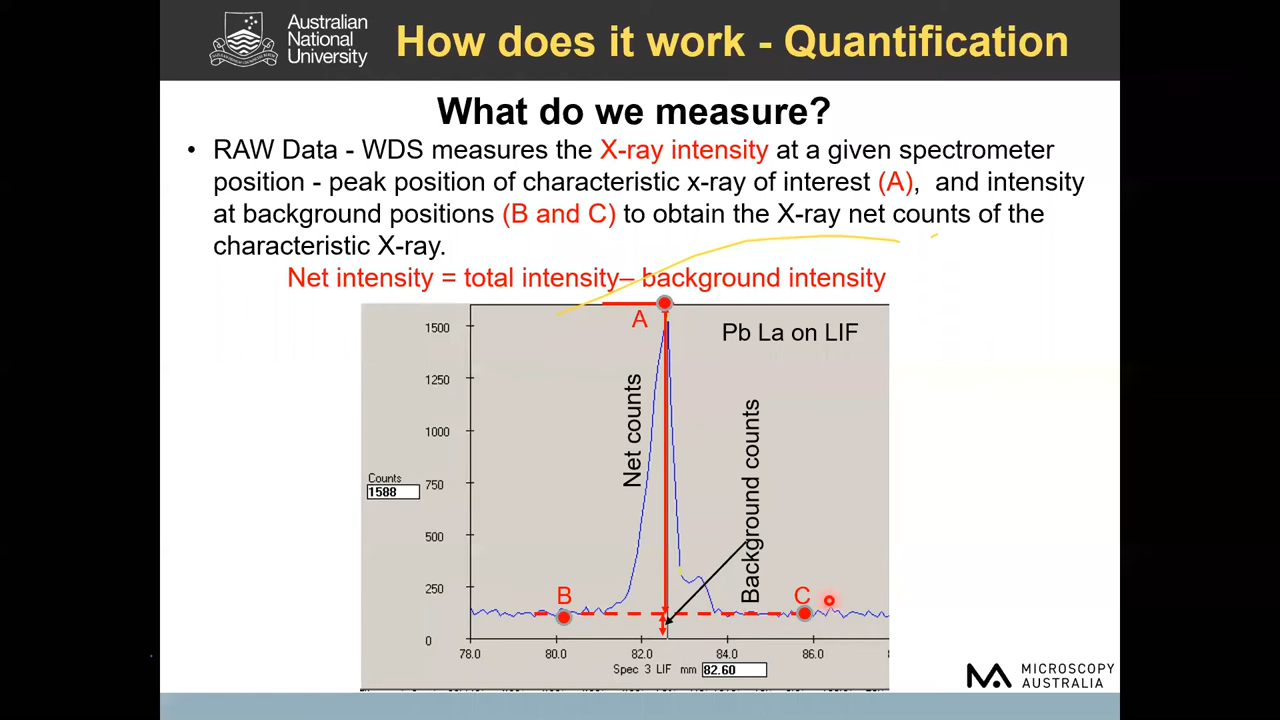 Australian
National
University
How does it work - Quantification
What do we measure?
• RAW Data - WDS measures the X-ray intensity at a given spectrometer
position - peak position of characteristic x-ray of interest (A), and intensity
at background positions (B and C) to obtain the X-ray net counts of the
characteristic X-ray.
Net intensity = total intensity– background intensity
A
Pb La on LIF
1500
1250
1000
750
500
250
0
Counts
1588
Net counts
Background counts
B
C
78.0 80.0 82.0 84.0 86.0
Spec 3 LIF mm 82.60
MICROSCOPY
AUSTRALIA